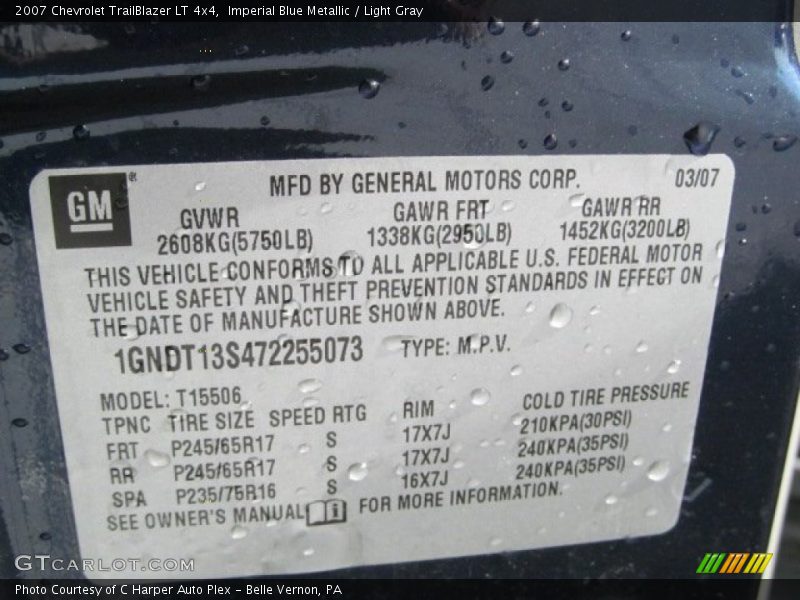 2007 Chevrolet TrailBlazer LT 4x4, Imperial Blue Metallic / Light Gray
GM ® MFD BY GENERAL MOTORS CORP. 03/07
GVWR GAWR FRT GAWR RR
2608KG(5750LB) 1338KG(2950LB) 1452KG(3200LB)
THIS VEHICLE CONFORMS TO ALL APPLICABLE U.S. FEDERAL MOTOR
VEHICLE SAFETY AND THEFT PREVENTION STANDARDS IN EFFECT ON
THE DATE OF MANUFACTURE SHOWN ABOVE.
1GNDT13S472255073 TYPE: M.P.V.
MODEL: T15506
TPNC TIRE SIZE SPEED RTG RIM COLD TIRE PRESSURE
FRT P245/65R17 S 17X7J 210KPA(30PSI)
RR P245/65R17 S 17X7J 240KPA(35PSI)
SPA P235/75R16 S 16X7J 240KPA(35PSI)
SEE OWNER'S MANUAL i FOR MORE INFORMATION.
GTCARLOT.COM
Photo Courtesy of C Harper Auto Plex - Belle Vernon, PA